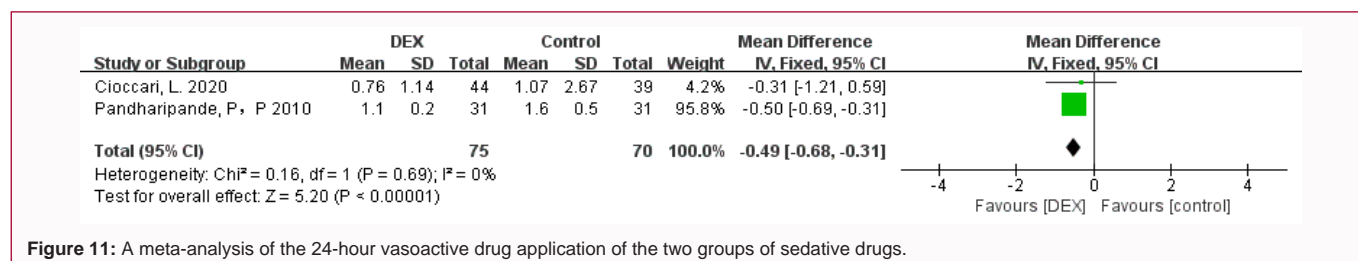 DEX Control Mean Difference Mean Difference
Study or Subgroup Mean SD Total Mean SD Total Weight IV, Fixed, 95% CI IV, Fixed, 95% CI
Cioccari, L. 2020 0.76 1.14 44 1.07 2.67 39 4.2% -0.31 [-1.21, 0.59]
Pandharipande, P，P 2010 1.1 0.2 31 1.6 0.5 31 95.8% -0.50 [-0.69, -0.31]
Total (95% CI) 75 70 100.0% -0.49 [-0.68, -0.31]
Heterogeneity: Chi² = 0.16, df = 1 (P = 0.69); I² = 0%
Test for overall effect: Z = 5.20 (P < 0.00001)
-4 -2 0 2 4
Favours [DEX] Favours [control]
Figure 11: A meta-analysis of the 24-hour vasoactive drug application of the two groups of sedative drugs.